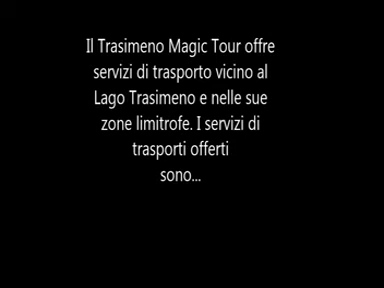 Il Trasimeno Magic Tour offre
servizi di trasporto vicino al
Lago Trasimeno e nelle sue
zone limitrofe. I servizi di
trasporti offerti
sono...